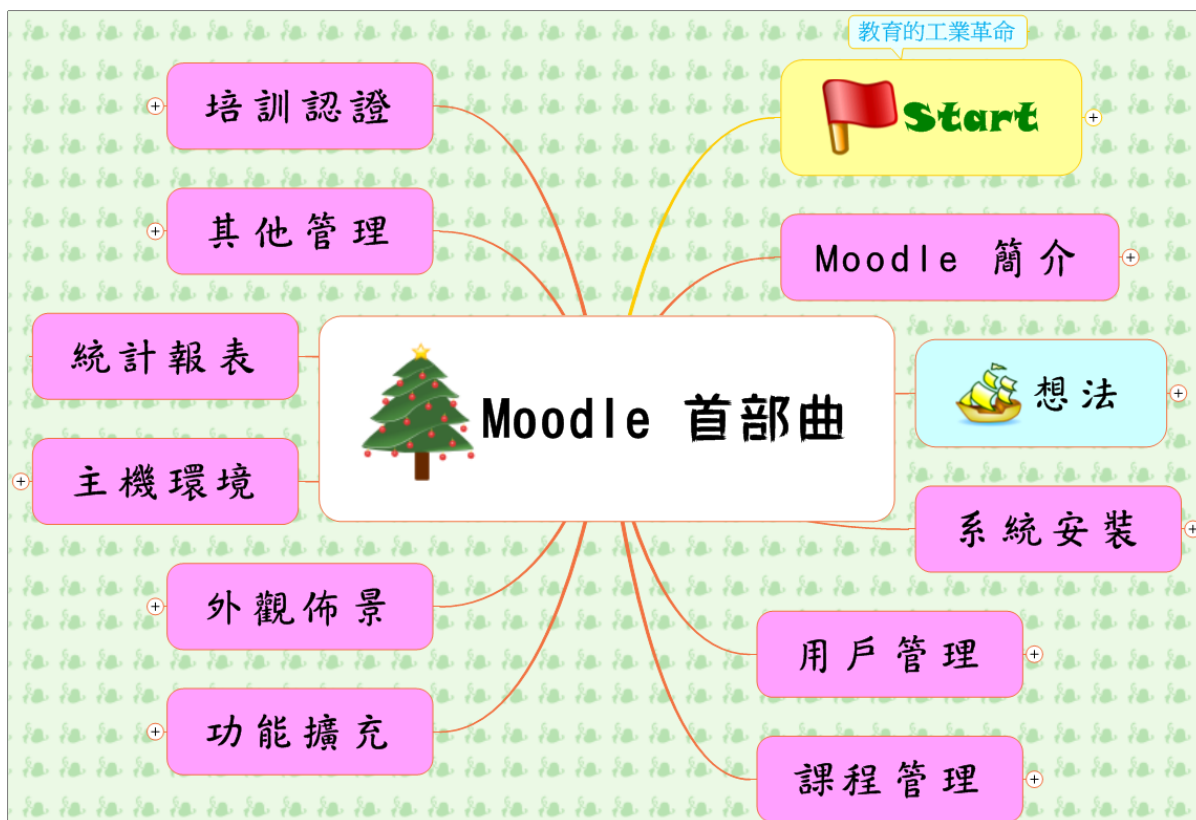 教育的工業革命
Start
Moodle 簡介
想法
系統安裝
用戶管理
課程管理
Moodle 首部曲
培訓認證
其他管理
統計報表
主機環境
外觀佈景
功能擴充